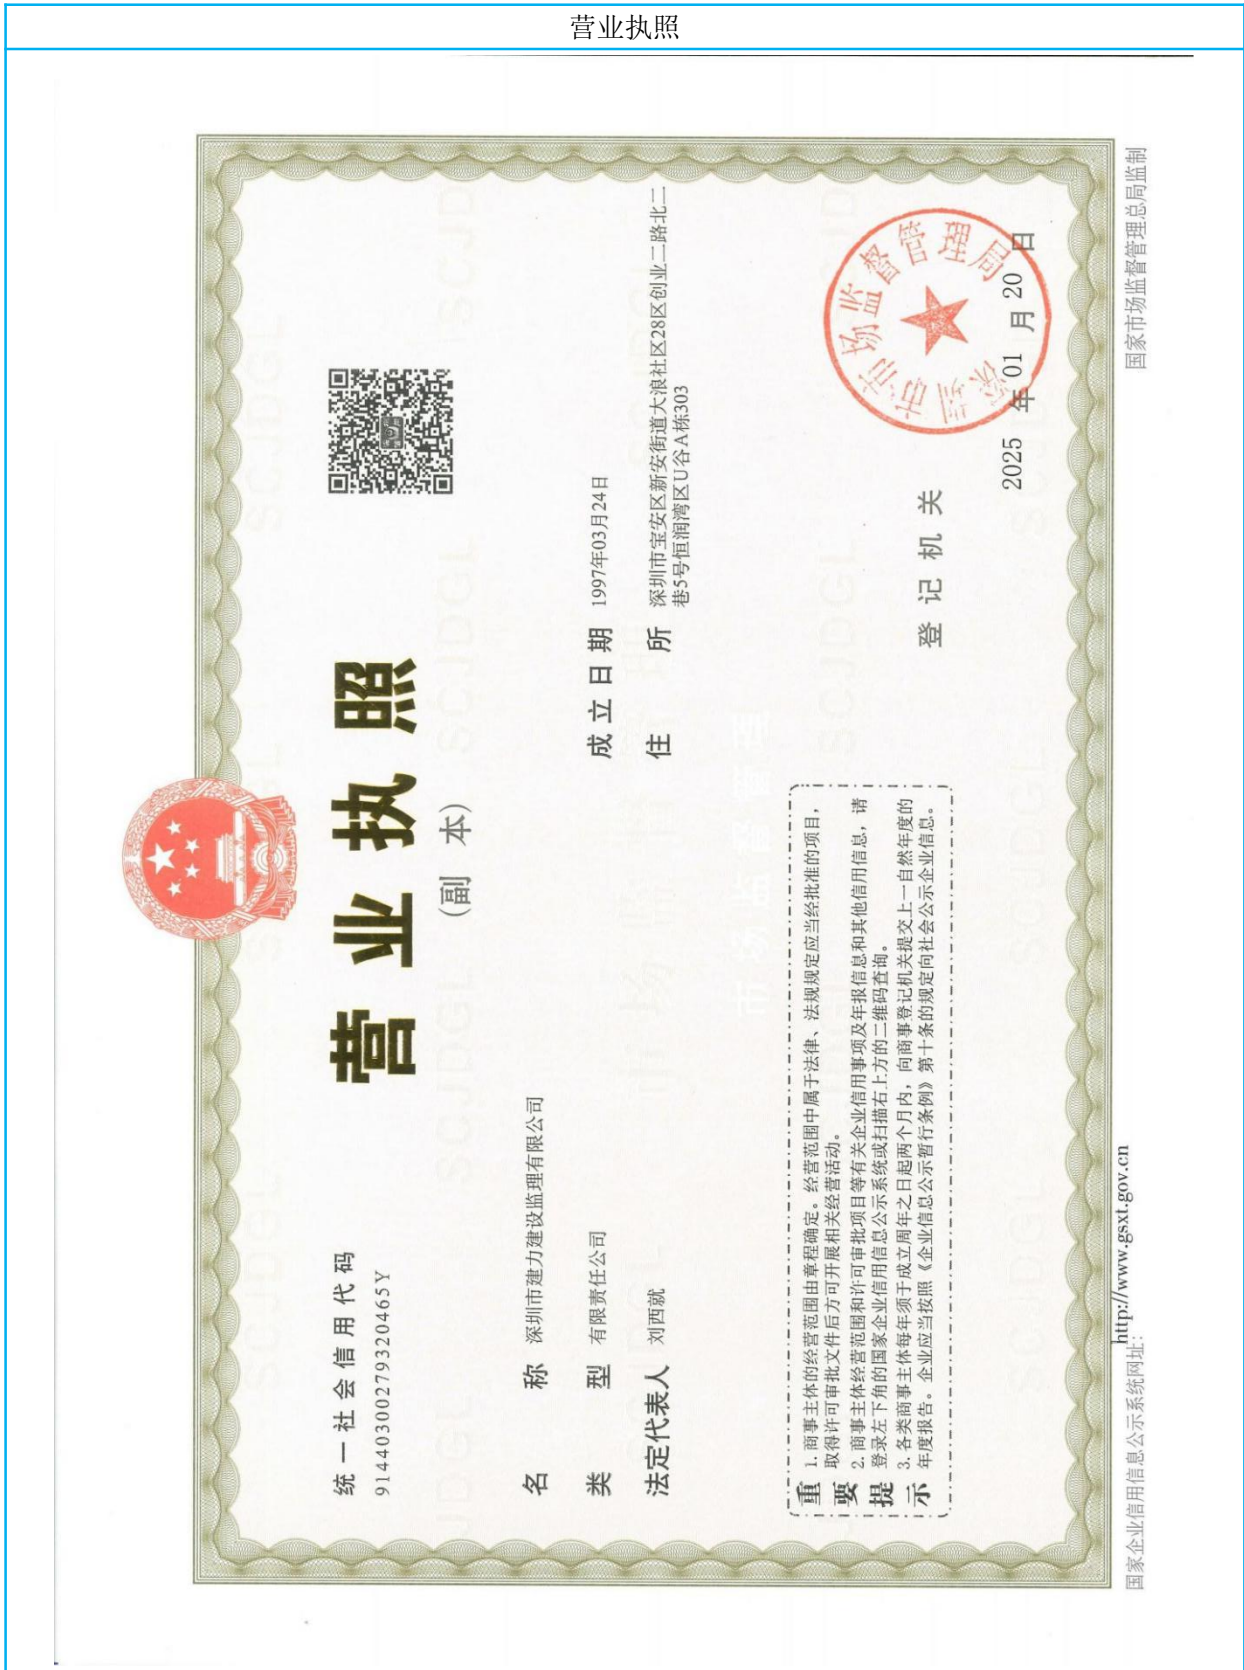 营业执照
统一社会信用代码
91440300279320465Y
营业执照
(副 本)
名 称 深圳市建力建设监理有限公司
类 型 有限责任公司
法定代表人 刘西就
成立日期 1997年03月24日
住 所 深圳市宝安区新安街道大浪社区28区创业二路北二
巷5号恒润湾区U谷A栋303
重要提示
1. 商事主体的经营范围由章程确定。经营范围中属于法律、法规规定应当经批准的项目，
取得许可审批文件后方可开展相关经营活动。
2. 商事主体经营范围和许可审批项目等有关企业信用事项及年报信息和其他信用信息，请
登录左下角的国家企业信用信息公示系统或扫描右上方的二维码查询。
3. 各类商事主体每年须于成立周年之日起两个月内，向商事登记机关提交上一自然年度的
年度报告。企业应当按照《企业信息公示暂行条例》第十条的规定向社会公示企业信息。
登记机关
深圳市市场监督管理局
2025 年 01 月 20 日
国家企业信用信息公示系统网址：http://www.gsxt.gov.cn
国家市场监督管理总局监制